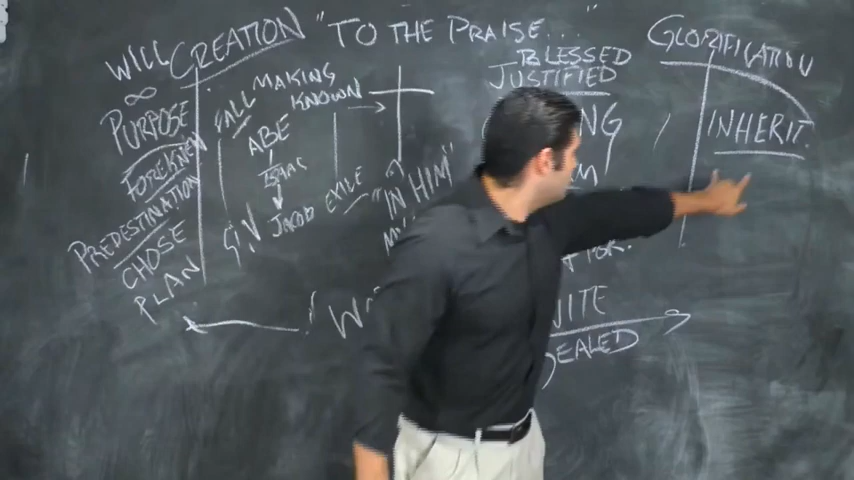 WILL CREATION "TO THE PRAISE..." GLORIFICATION
BLESSED
JUSTIFIED
∞
PURPOSE
FOREKNEW
PREDESTINATION
CHOSE
PLAN
FALL
MAKING
KNOWN
ABE
ISAAC
JACOB
EXILE
SIN
"IN HIM"
INHERIT.
SEALED